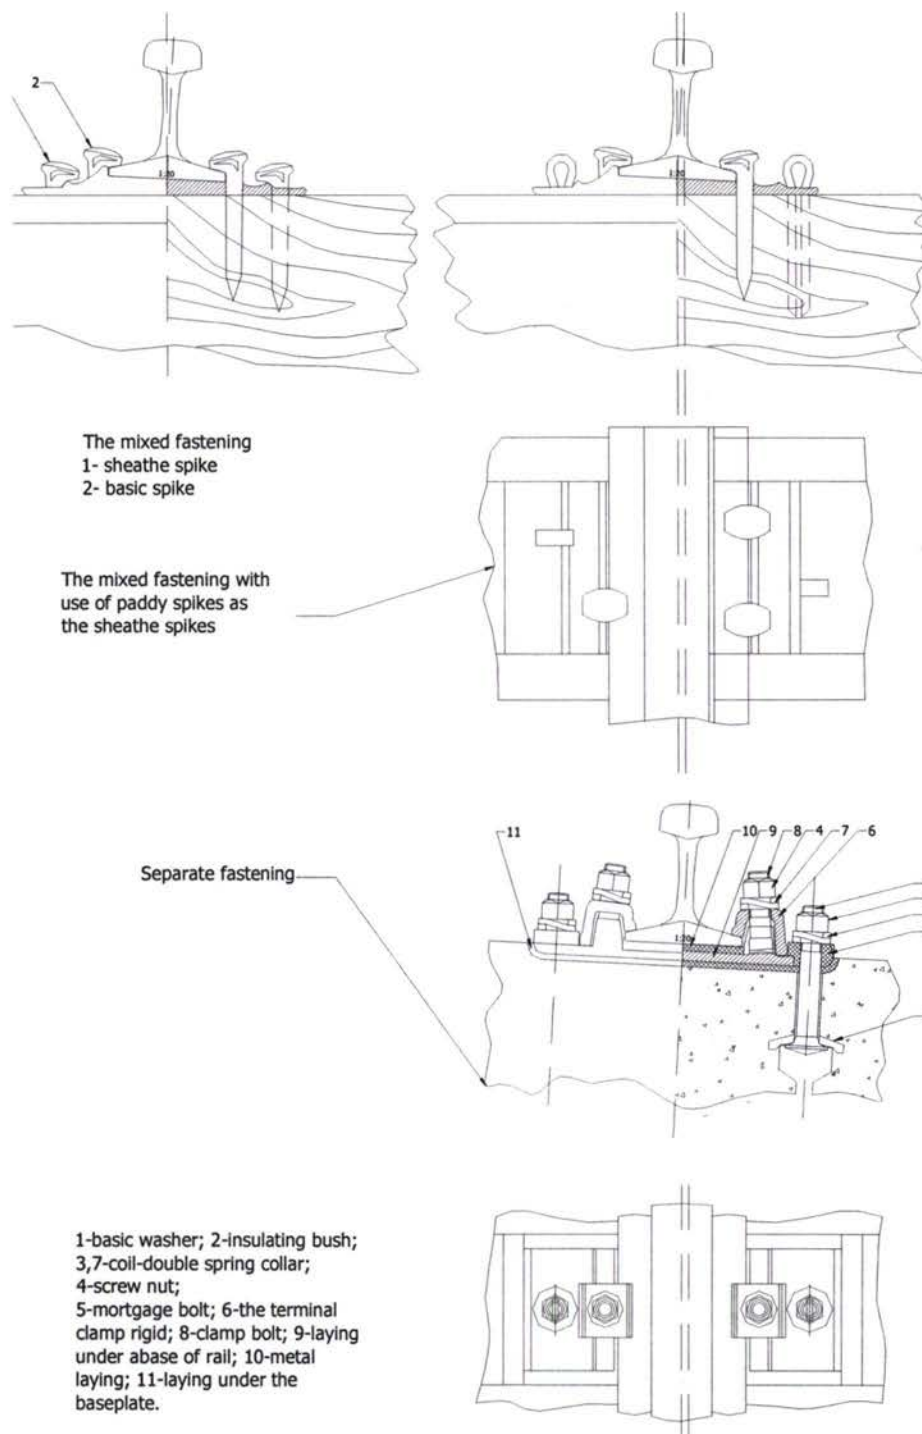 2
1:20
1:20
The mixed fastening
1- sheathe spike
2- basic spike
The mixed fastening with
use of paddy spikes as
the sheathe spikes
11
10 9 8 4 7 6
Separate fastening
1:20
1-basic washer; 2-insulating bush;
3,7-coil-double spring collar;
4-screw nut;
5-mortgage bolt; 6-the terminal
clamp rigid; 8-clamp bolt; 9-laying
under abase of rail; 10-metal
laying; 11-laying under the
baseplate.